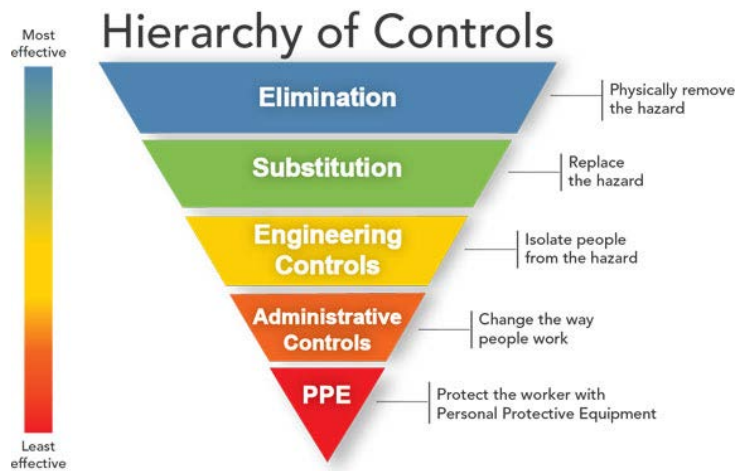 Hierarchy of Controls
Most
effective
Elimination
Physically remove
the hazard
Substitution
Replace
the hazard
Engineering
Controls
Isolate people
from the hazard
Administrative
Controls
Change the way
people work
PPE
Protect the worker with
Personal Protective Equipment
Least
effective